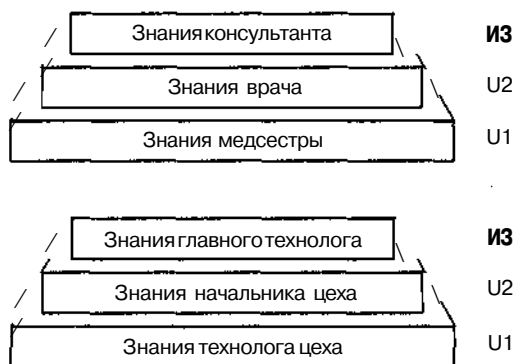 Знания консультанта ИЗ
Знания врача U2
Знания медсестры U1
Знания главного технолога ИЗ
Знания начальника цеха U2
Знания технолога цеха U1